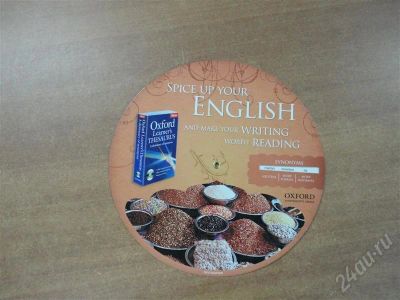 SPICE UP YOUR
ENGLISH
AND MAKE YOUR WRITING
WORTH READING
Oxford
Learner's
THESAURUS
SYNONYMS
OXFORD
24au.ru